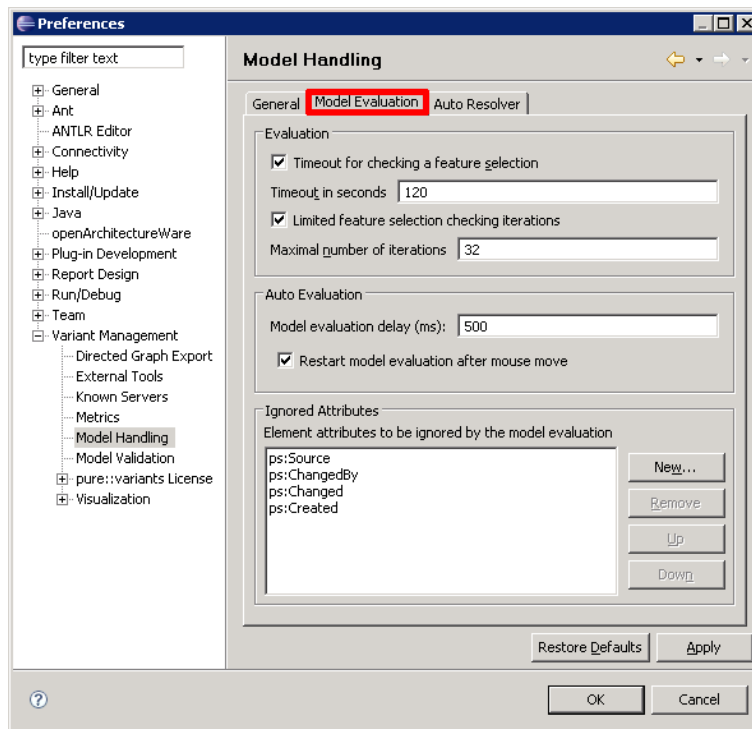 Preferences
type filter text
Model Handling
General
Ant
ANTLR Editor
Connectivity
Help
Install/Update
Java
openArchitectureWare
Plug-in Development
Report Design
Run/Debug
Team
Variant Management
Directed Graph Export
External Tools
Known Servers
Metrics
Model Handling
Model Validation
pure::variants License
Visualization
General Model Evaluation Auto Resolver
Evaluation
Timeout for checking a feature selection
Timeout in seconds 120
Limited feature selection checking iterations
Maximal number of iterations 32
Auto Evaluation
Model evaluation delay (ms): 500
Restart model evaluation after mouse move
Ignored Attributes
Element attributes to be ignored by the model evaluation
ps:Source
ps:ChangedBy
ps:Changed
ps:Created
New...
Remove
Up
Down
Restore Defaults Apply
OK Cancel